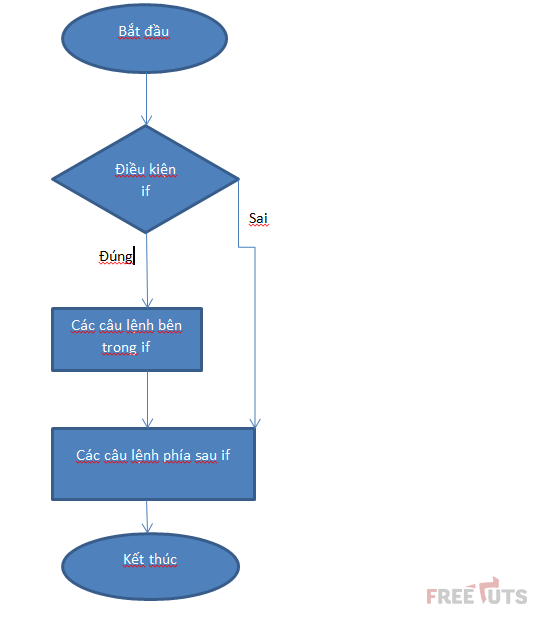 Bắt đầu
Điều kiện
if
Sai
Đúng
Các câu lệnh bên
trong if
Các câu lệnh phía sau if
Kết thúc
FREETUTS